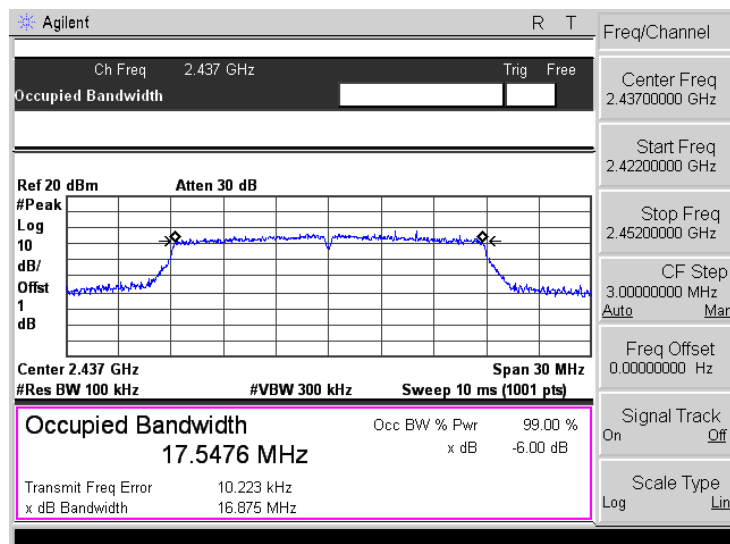 Agilent R T
Ch Freq 2.437 GHz Trig Free
Occupied Bandwidth
Ref 20 dBm Atten 30 dB
#Peak
Log
10
dB/
Offst
1
dB
Center 2.437 GHz Span 30 MHz
#Res BW 100 kHz #VBW 300 kHz Sweep 10 ms (1001 pts)
Occupied Bandwidth
17.5476 MHz
Occ BW % Pwr 99.00 %
x dB -6.00 dB
Transmit Freq Error 10.223 kHz
x dB Bandwidth 16.875 MHz
Freq/Channel
Center Freq
2.43700000 GHz
Start Freq
2.42200000 GHz
Stop Freq
2.45200000 GHz
CF Step
3.00000000 MHz
Auto Man
Freq Offset
0.00000000 Hz
Signal Track
On Off
Scale Type
Log Lin